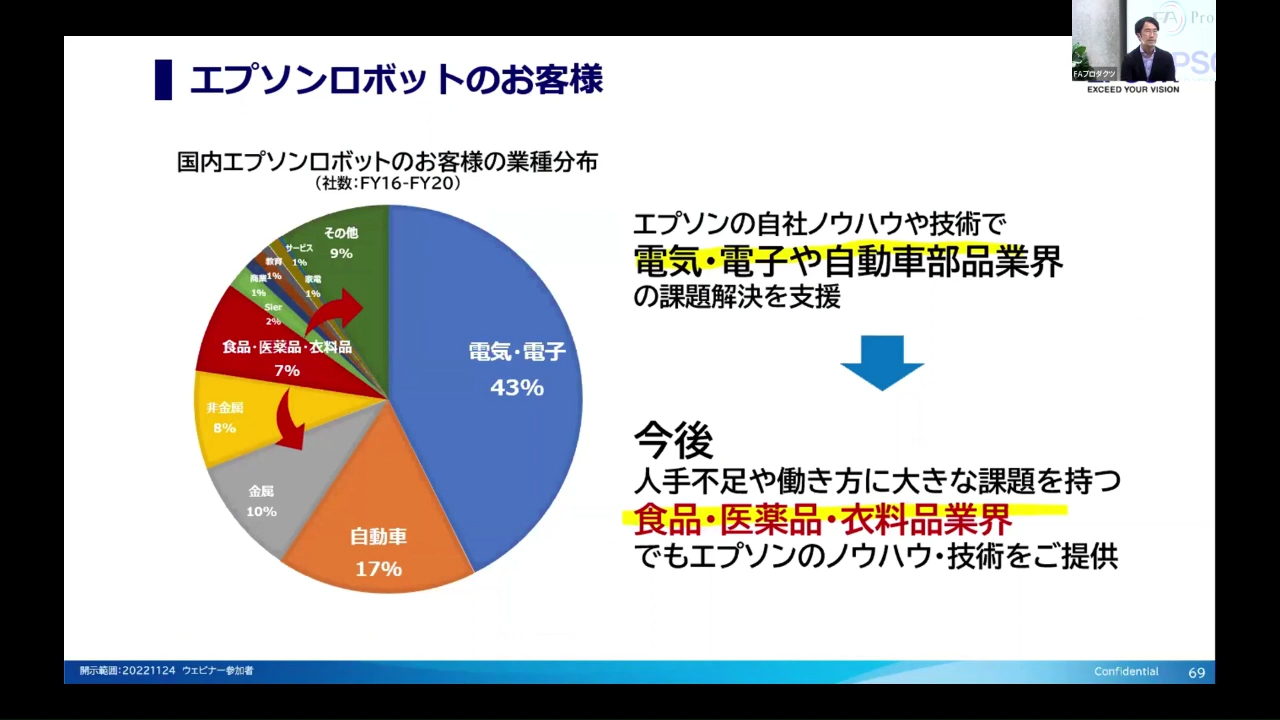 エプソンロボットのお客様
FA Pro
FAプロダクツ
EXCEED YOUR VISION
国内エプソンロボットのお客様の業種分布
（社数：FY16-FY20）
その他
9%
サービス
1%
教育
1%
家電
1%
商業
1%
SIer
2%
食品・医薬品・衣料品
7%
非金属
8%
金属
10%
自動車
17%
電気・電子
43%
エプソンの自社ノウハウや技術で
電気・電子や自動車部品業界
の課題解決を支援
今後
人手不足や働き方に大きな課題を持つ
食品・医薬品・衣料品業界
でもエプソンのノウハウ・技術をご提供
開示範囲：20221124 ウェビナー参加者
Confidential
69